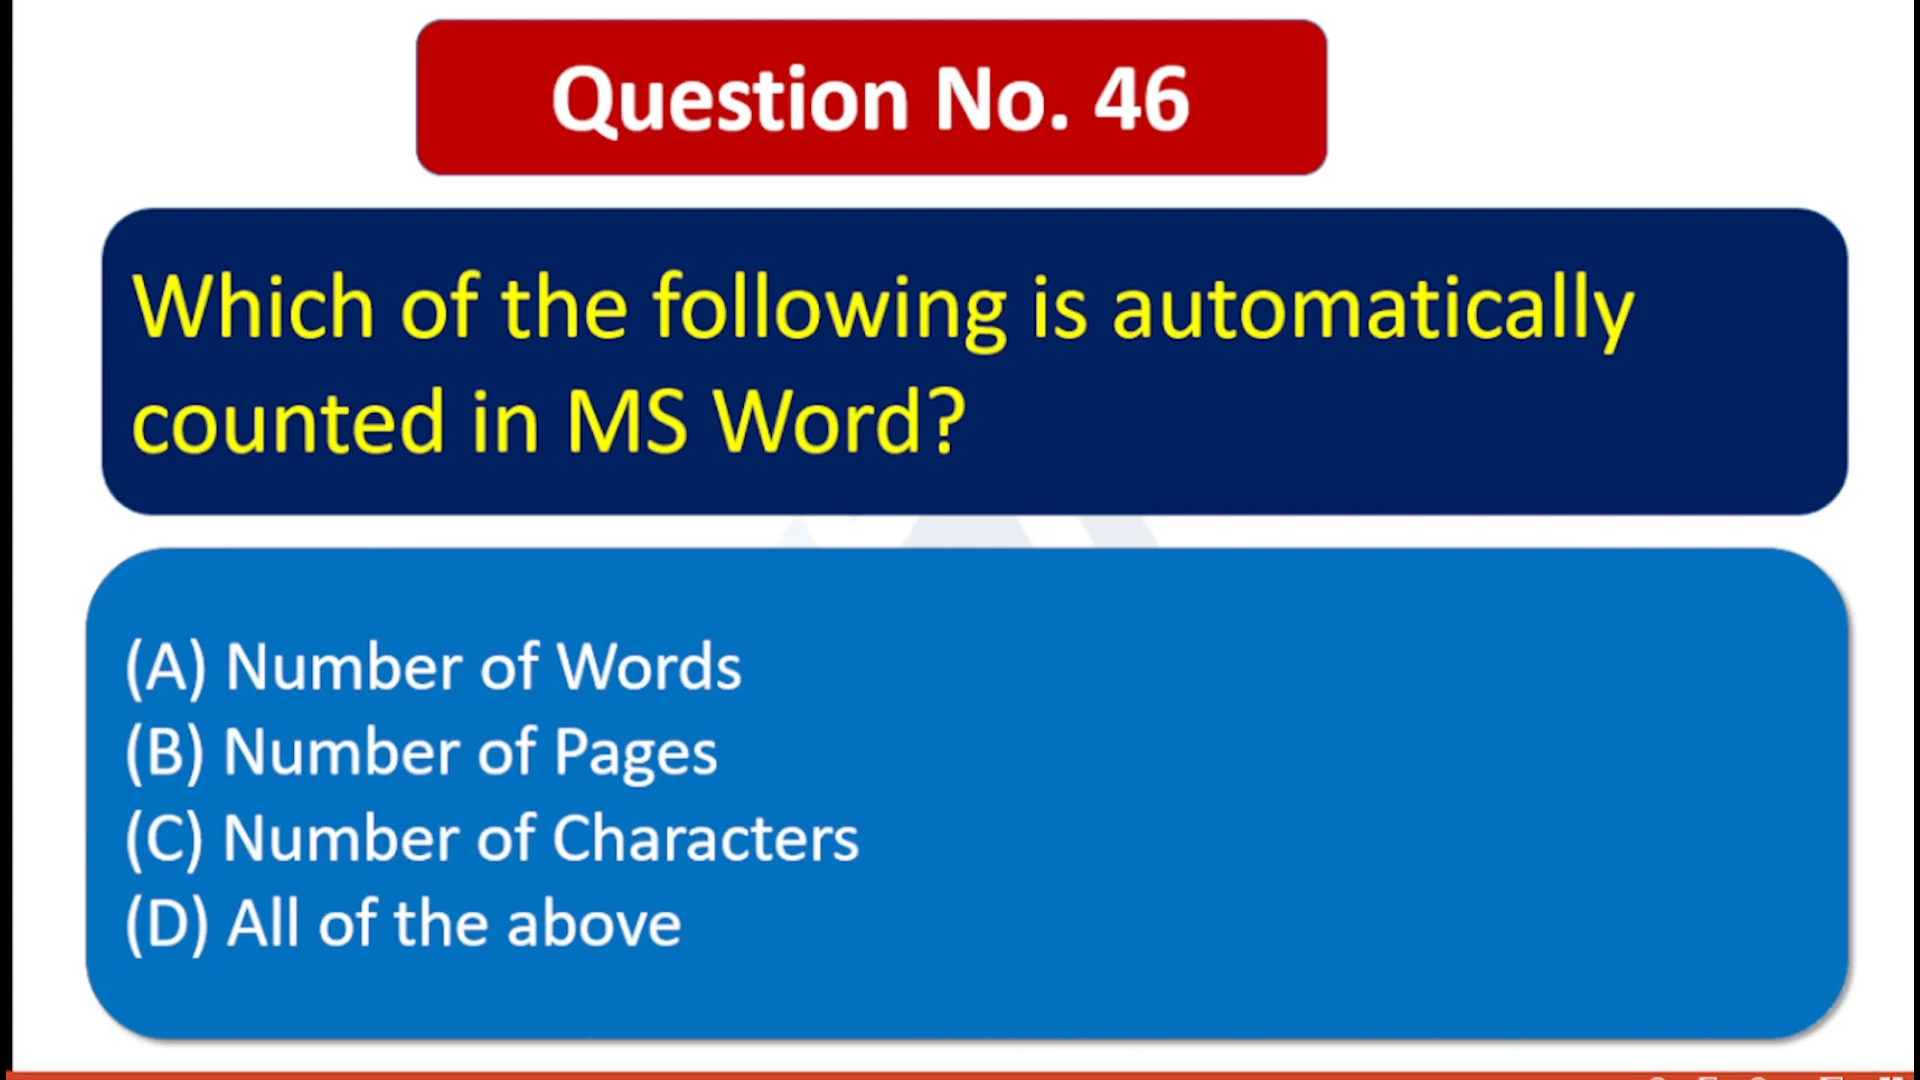 Question No. 46
Which of the following is automatically
counted in MS Word?
(A) Number of Words
(B) Number of Pages
(C) Number of Characters
(D) All of the above